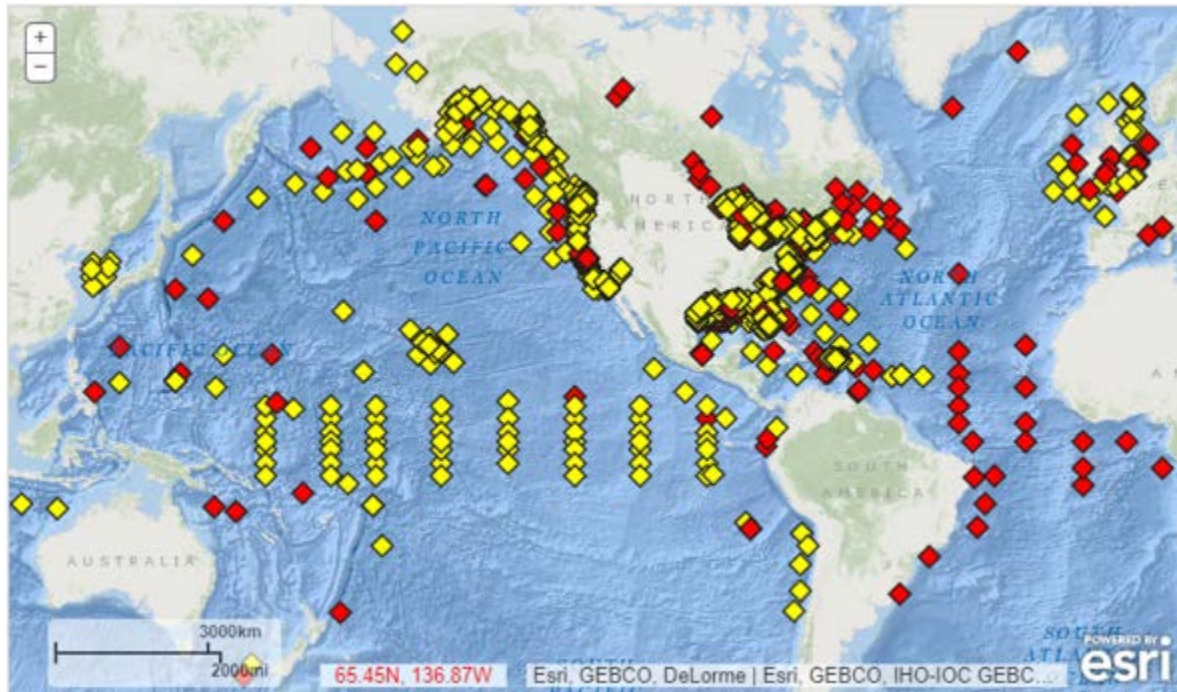 +
−
NORTH
PACIFIC
OCEAN
NORTH
AMERICA
NORTH
ATLANTIC
OCEAN
PACIFIC OCEAN
SOUTH
AMERICA
AUSTRALIA
SOUTH
3000km
2000mi
65.45N, 136.87W
Esri, GEBCO, DeLorme | Esri, GEBCO, IHO-IOC GEBC...
POWERED BY
esri